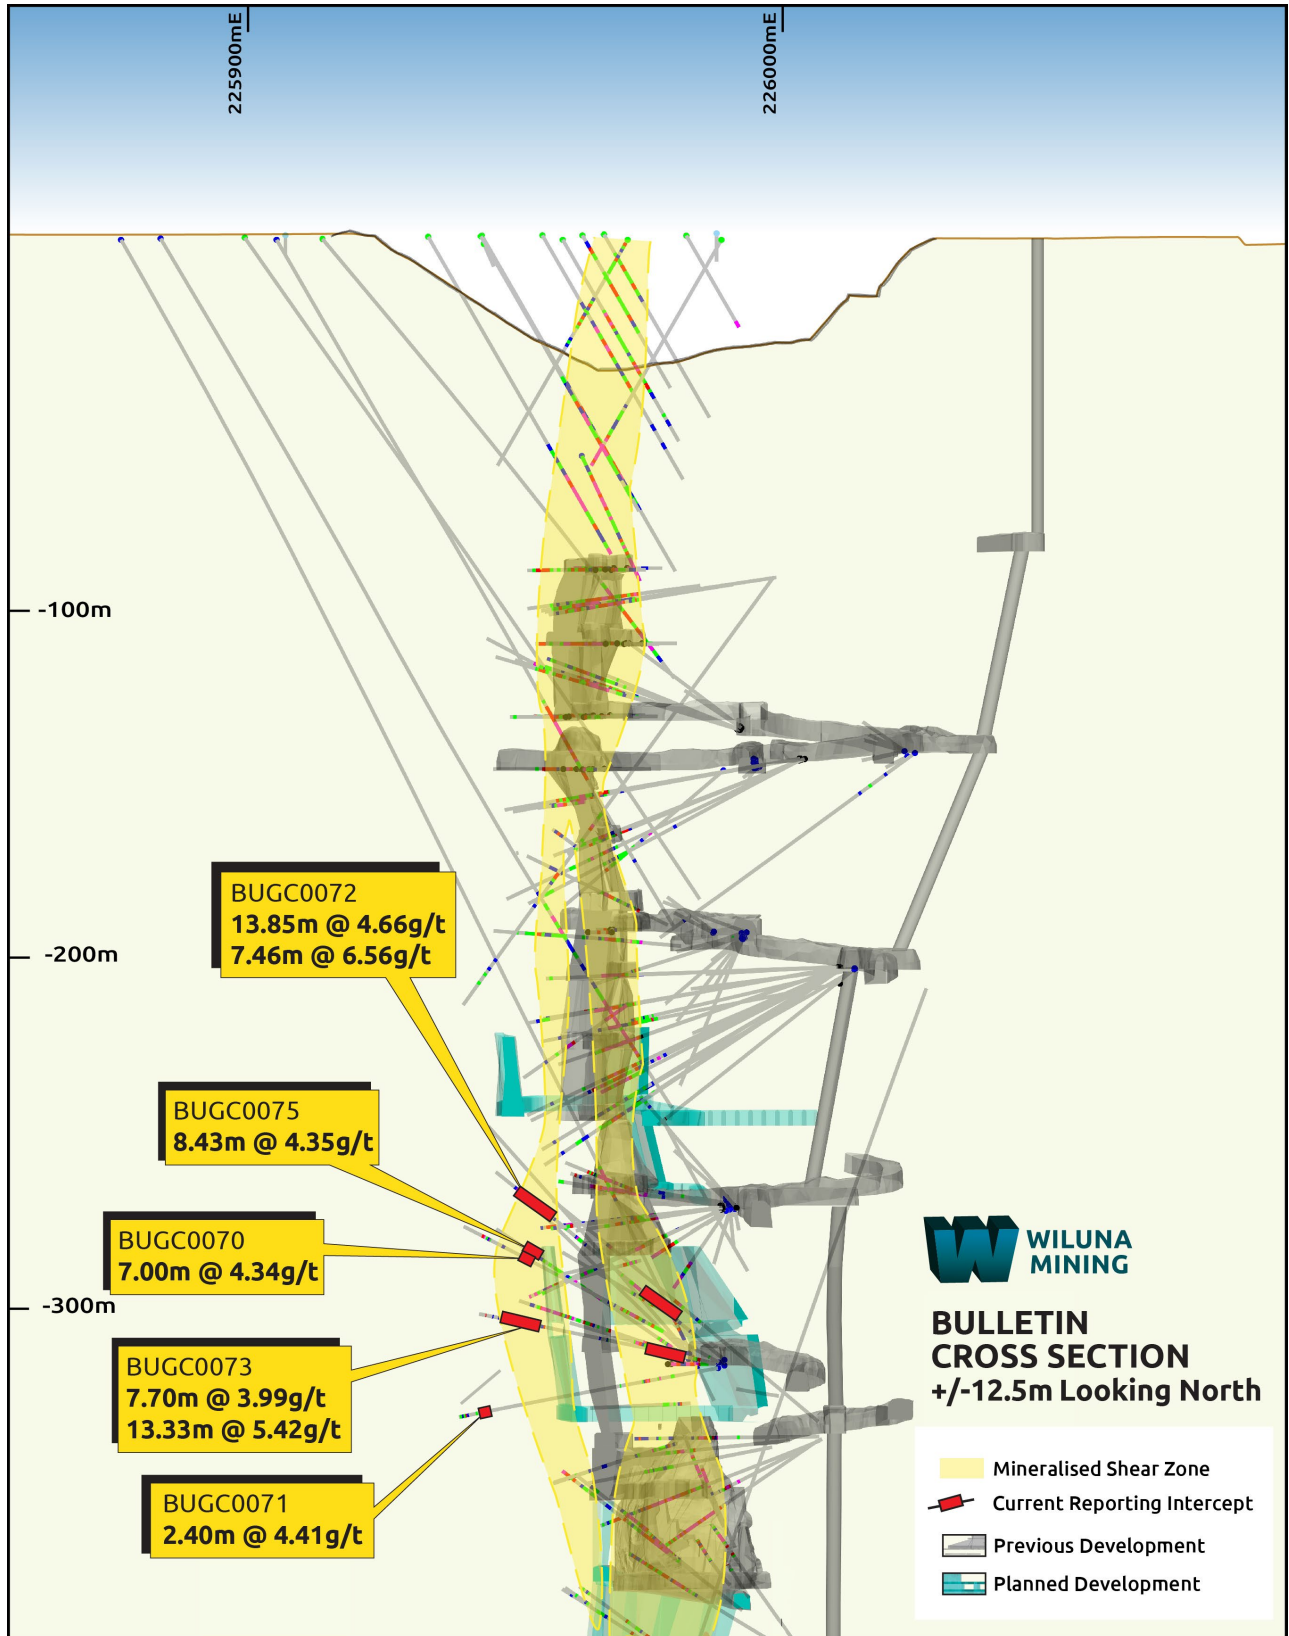 225900mE
226000mE
-100m
-200m
-300m
BUGC0072
13.85m @ 4.66g/t
7.46m @ 6.56g/t
BUGC0075
8.43m @ 4.35g/t
BUGC0070
7.00m @ 4.34g/t
BUGC0073
7.70m @ 3.99g/t
13.33m @ 5.42g/t
BUGC0071
2.40m @ 4.41g/t
W WILUNA
MINING
BULLETIN
CROSS SECTION
+/-12.5m Looking North
Mineralised Shear Zone
Current Reporting Intercept
Previous Development
Planned Development